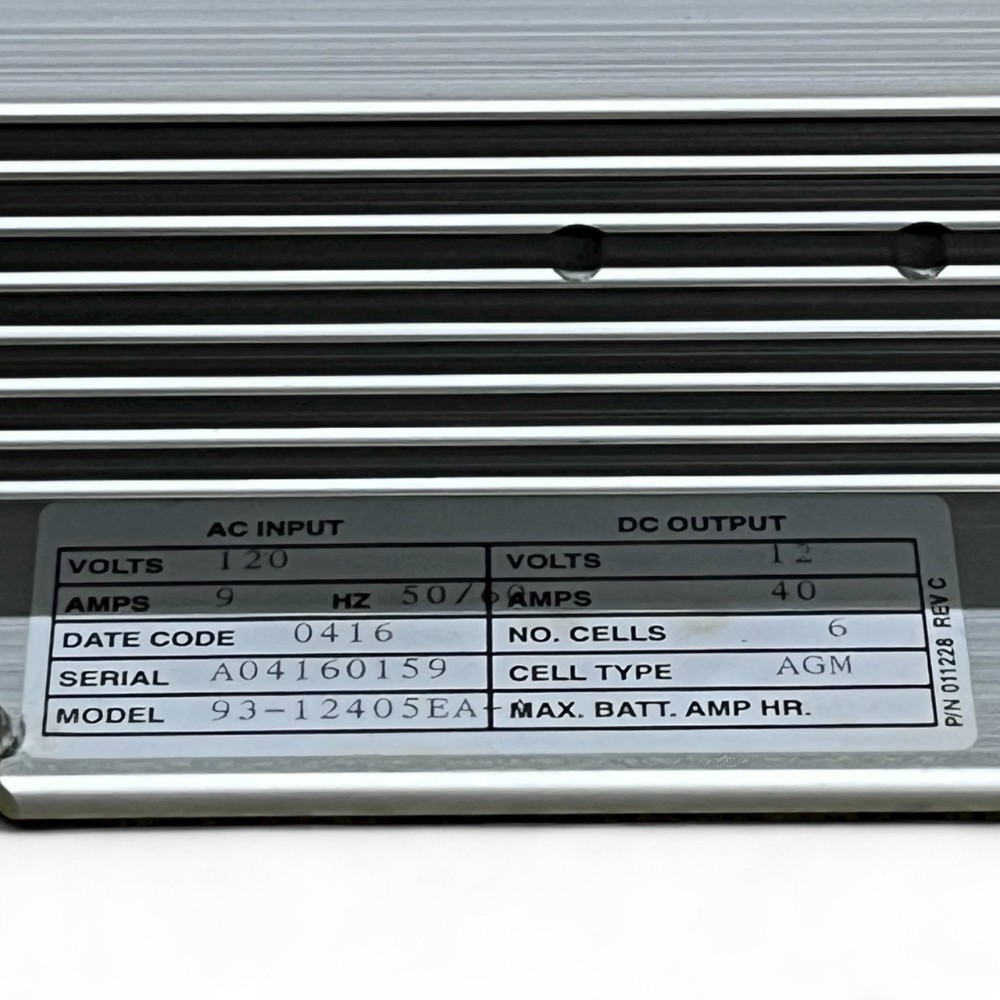 AC INPUT
VOLTS 120
AMPS 9 HZ 50/60
DATE CODE 0416
SERIAL A04160159
MODEL 93-12405EA-
DC OUTPUT
VOLTS 12
AMPS 40
NO. CELLS 6
CELL TYPE AGM
MAX. BATT. AMP HR.
P/N 011228 REV C